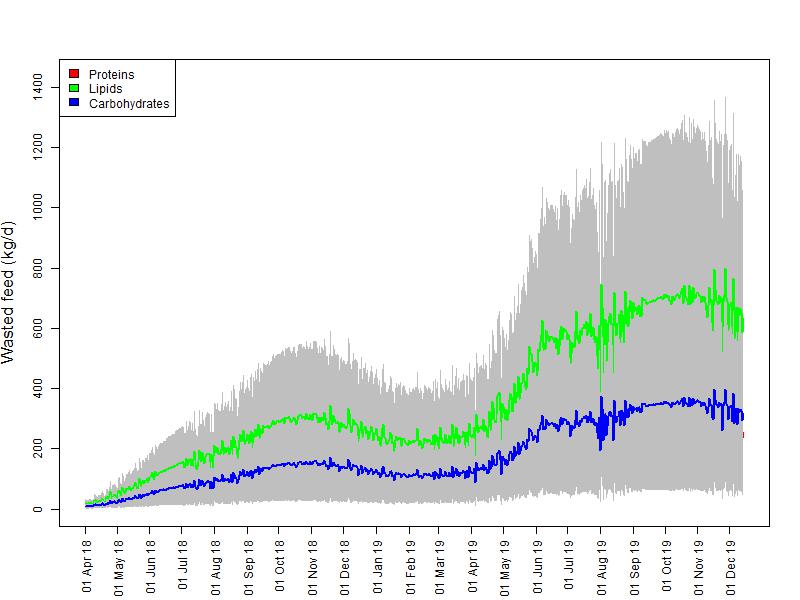 Proteins
Lipids
Carbohydrates
Wasted feed (kg/d)
1400
1200
1000
800
600
400
200
0
01 Apr 18
01 May 18
01 Jun 18
01 Jul 18
01 Aug 18
01 Sep 18
01 Oct 18
01 Nov 18
01 Dec 18
01 Jan 19
01 Feb 19
01 Mar 19
01 Apr 19
01 May 19
01 Jun 19
01 Jul 19
01 Aug 19
01 Sep 19
01 Oct 19
01 Nov 19
01 Dec 19